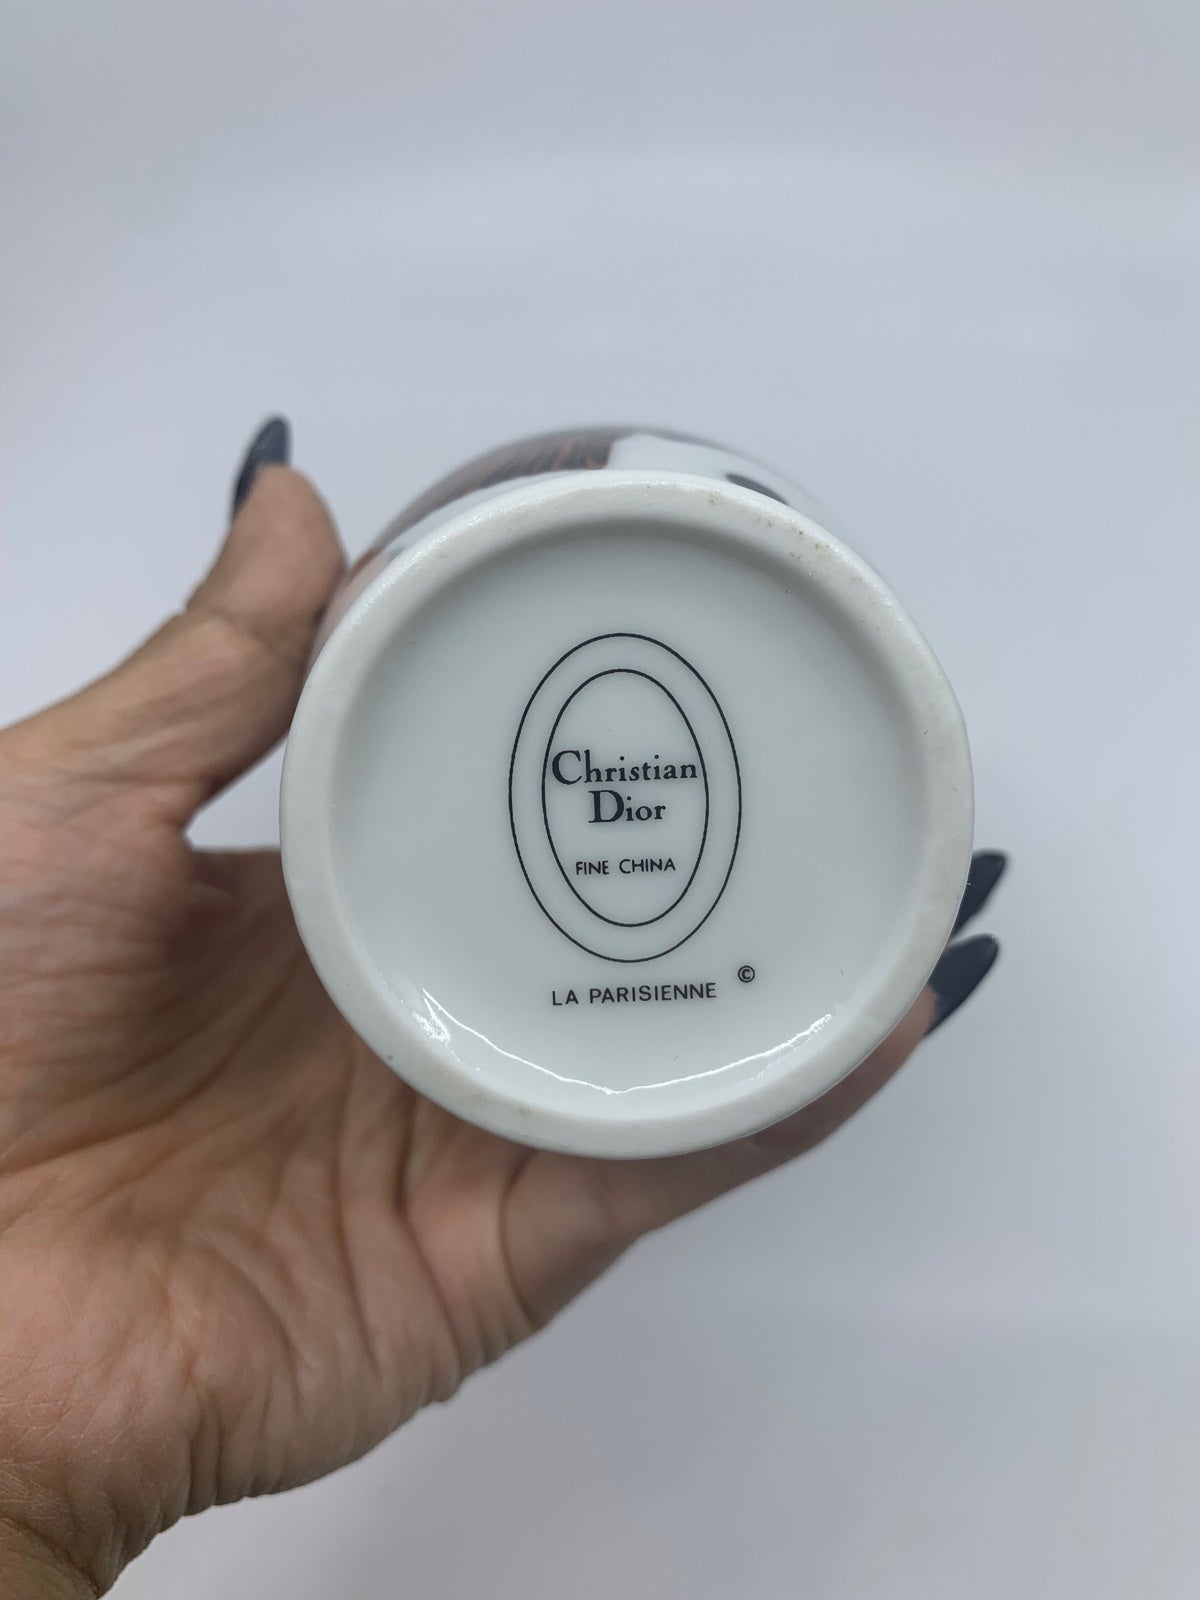 Christian
Dior
FINE CHINA
LA PARISIENNE ©